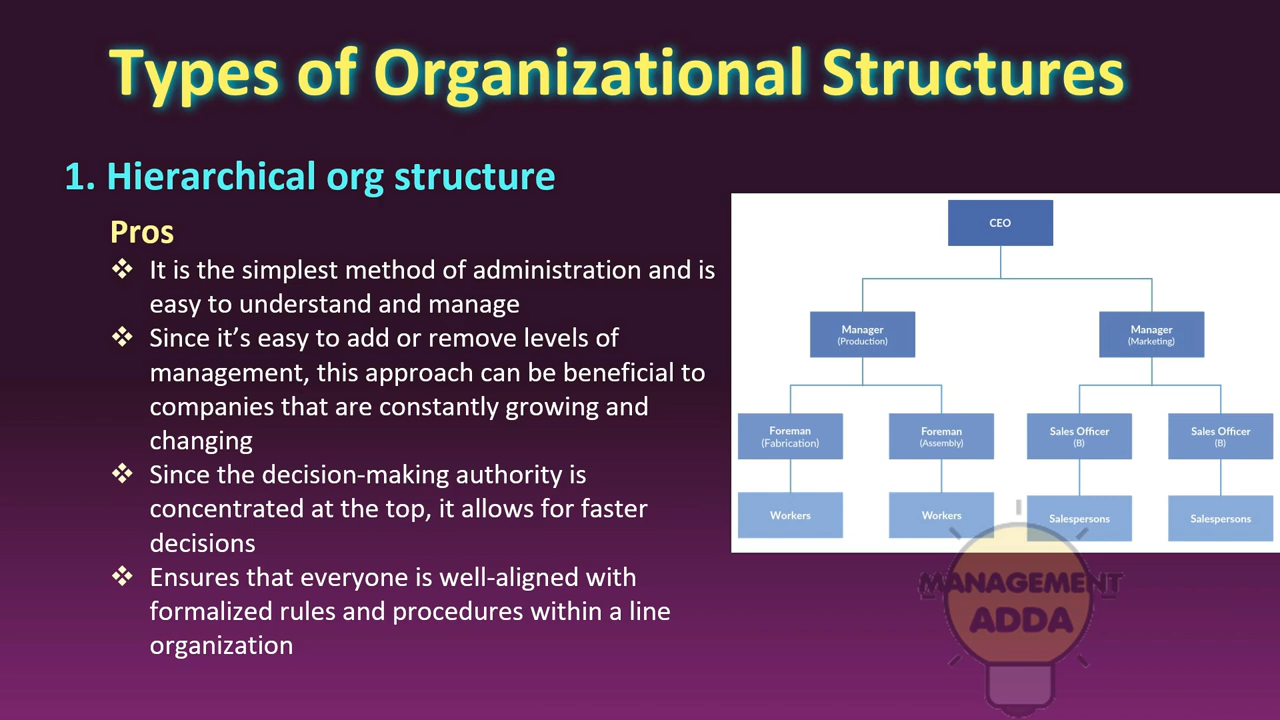 Types of Organizational Structures
1. Hierarchical org structure
Pros
❖ It is the simplest method of administration and is
easy to understand and manage
❖ Since it’s easy to add or remove levels of
management, this approach can be beneficial to
companies that are constantly growing and
changing
❖ Since the decision-making authority is
concentrated at the top, it allows for faster
decisions
❖ Ensures that everyone is well-aligned with
formalized rules and procedures within a line
organization
CEO
Manager
(Production)
Manager
(Marketing)
Foreman
(Fabrication)
Foreman
(Assembly)
Sales Officer
(B)
Sales Officer
(B)
Workers
Workers
Salespersons
Salespersons
MANAGEMENT
ADDA